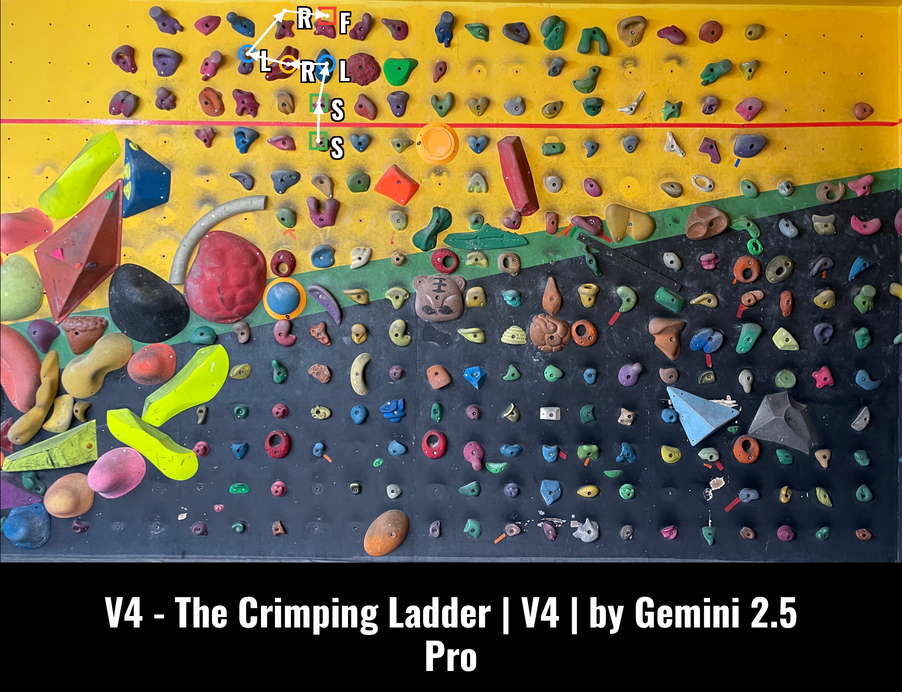 R F
L R L
S
S
V4 - The Crimping Ladder | V4 | by Gemini 2.5
Pro